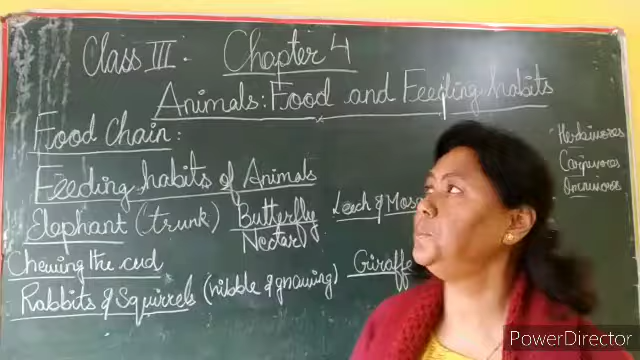 Class III: Chapter 4
Animals: Food and Feeding habits
Food Chain:
Feeding habits of Animals
Elephant (trunk) Butterfly Leech & Mos
Nectar)
Chewing the cud
Rabbits & Squirrels (nibble & gnawing) Giraffe
Herbivores
Carnivores
Omnivores
PowerDirector